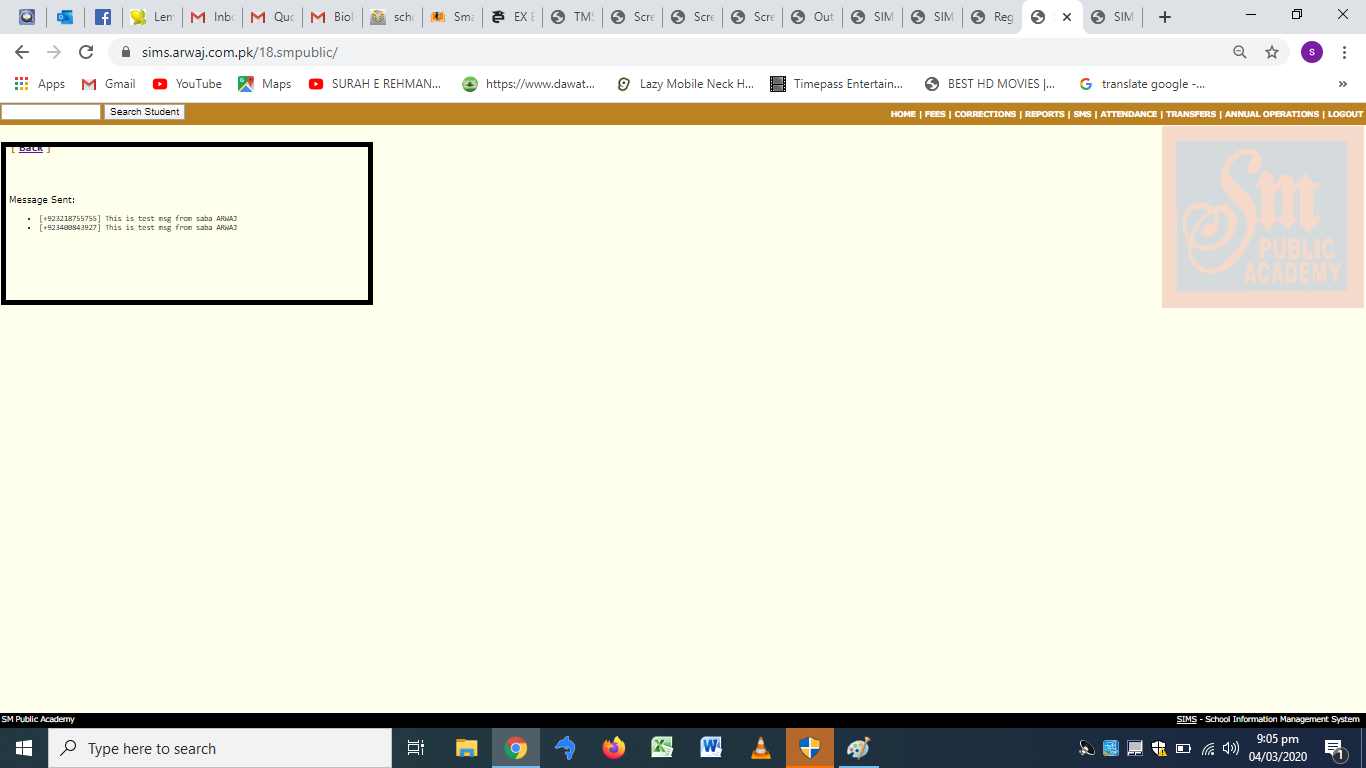 Len
Inb
Quc
Biol
scho
Sma
EX E
TMS
Scre
Scre
Scre
Out
SIM
SIM
Reg
SIM
sims.arwaj.com.pk/18.smpublic/
s
Apps
Gmail
YouTube
Maps
SURAH E REHMAN...
https://www.dawat...
Lazy Mobile Neck H...
Timepass Entertain...
BEST HD MOVIES |...
translate google -...
»
Search Student
HOME | FEES | CORRECTIONS | REPORTS | SMS | ATTENDANCE | TRANSFERS | ANNUAL OPERATIONS | LOGOUT
[ Back ]
Message Sent:
[+923218755755] This is test msg from saba ARWAJ
[+923400843927] This is test msg from saba ARWAJ
Sm
PUBLIC
ACADEMY
SM Public Academy
SIMS - School Information Management System
Type here to search
9:05 pm
04/03/2020
1